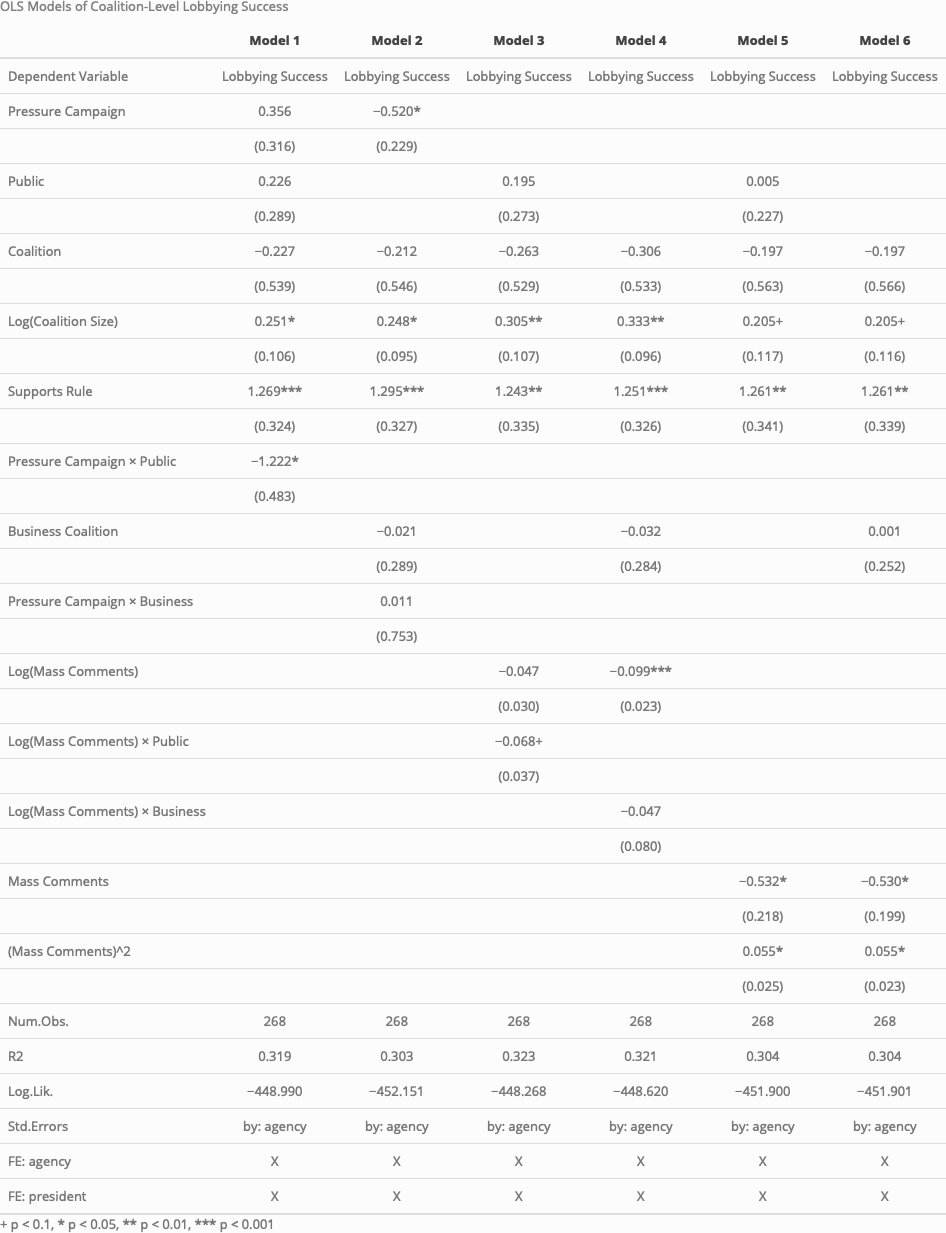 OLS Models of Coalition-Level Lobbying Success
Model 1 Model 2 Model 3 Model 4 Model 5 Model 6
Dependent Variable Lobbying Success Lobbying Success Lobbying Success Lobbying Success Lobbying Success Lobbying Success
Pressure Campaign 0.356 −0.520*
(0.316) (0.229)
Public 0.226 0.195 0.005
(0.289) (0.273) (0.227)
Coalition −0.227 −0.212 −0.263 −0.306 −0.197 −0.197
(0.539) (0.546) (0.529) (0.533) (0.563) (0.566)
Log(Coalition Size) 0.251* 0.248* 0.305** 0.333** 0.205+ 0.205+
(0.106) (0.095) (0.107) (0.096) (0.117) (0.116)
Supports Rule 1.269*** 1.295*** 1.243** 1.251*** 1.261** 1.261**
(0.324) (0.327) (0.335) (0.326) (0.341) (0.339)
Pressure Campaign × Public −1.222*
(0.483)
Business Coalition −0.021 −0.032 0.001
(0.289) (0.284) (0.252)
Pressure Campaign × Business 0.011
(0.753)
Log(Mass Comments) −0.047 −0.099***
(0.030) (0.023)
Log(Mass Comments) × Public −0.068+
(0.037)
Log(Mass Comments) × Business −0.047
(0.080)
Mass Comments −0.532* −0.530*
(0.218) (0.199)
(Mass Comments)^2 0.055* 0.055*
(0.025) (0.023)
Num.Obs. 268 268 268 268 268 268
R2 0.319 0.303 0.323 0.321 0.304 0.304
Log.Lik. −448.990 −452.151 −448.268 −448.620 −451.900 −451.901
Std.Errors by: agency by: agency by: agency by: agency by: agency by: agency
FE: agency X X X X X X
FE: president X X X X X X
+ p < 0.1, * p < 0.05, ** p < 0.01, *** p < 0.001